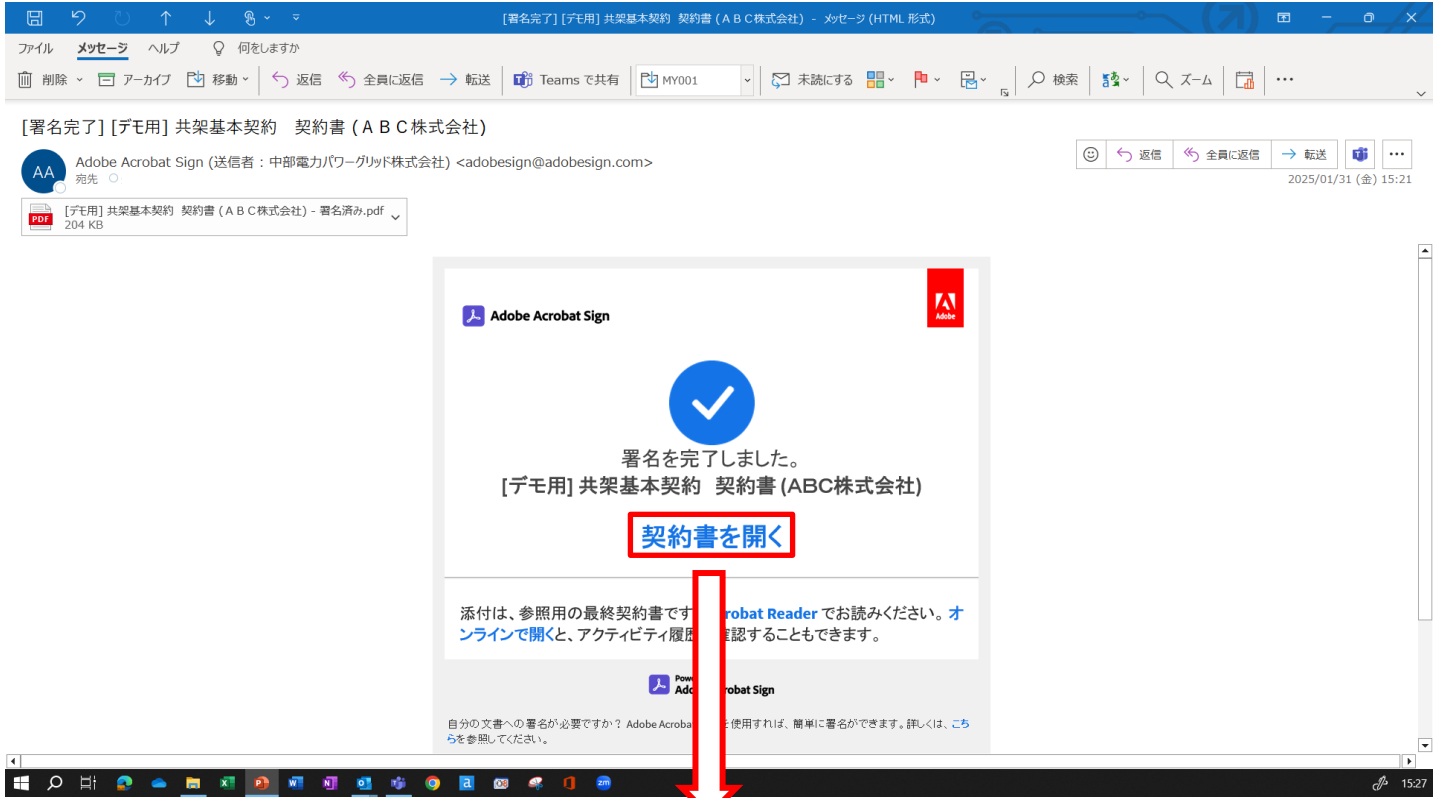 [署名完了] [デモ用] 共架基本契約 契約書 (ＡＢＣ株式会社) - メッセージ (HTML 形式)
ファイル メッセージ ヘルプ 何をしますか
削除 アーカイブ 移動 返信 全員に返信 転送 Teams で共有 MY001 未読にする 検索 ズーム
[署名完了] [デモ用] 共架基本契約　契約書 (ＡＢＣ株式会社)
AA
Adobe Acrobat Sign (送信者：中部電力パワーグリッド株式会社) <adobesign@adobesign.com>
宛先
返信 全員に返信 転送
2025/01/31 (金) 15:21
PDF
[デモ用] 共架基本契約 契約書 (ＡＢＣ株式会社) - 署名済み.pdf
204 KB
Adobe Acrobat Sign
Adobe
署名を完了しました。
[デモ用] 共架基本契約　契約書 (ABC株式会社)
契約書を開く
添付は、参照用の最終契約書です robat Reader でお読みください。オ
ンラインで開くと、アクティビティ履歴 確認することもできます。
Pow
Ado robat Sign
自分の文書への署名が必要ですか？ Adobe Acroba を使用すれば、簡単に署名ができます。詳しくは、こち
らを参照してください。
15:27